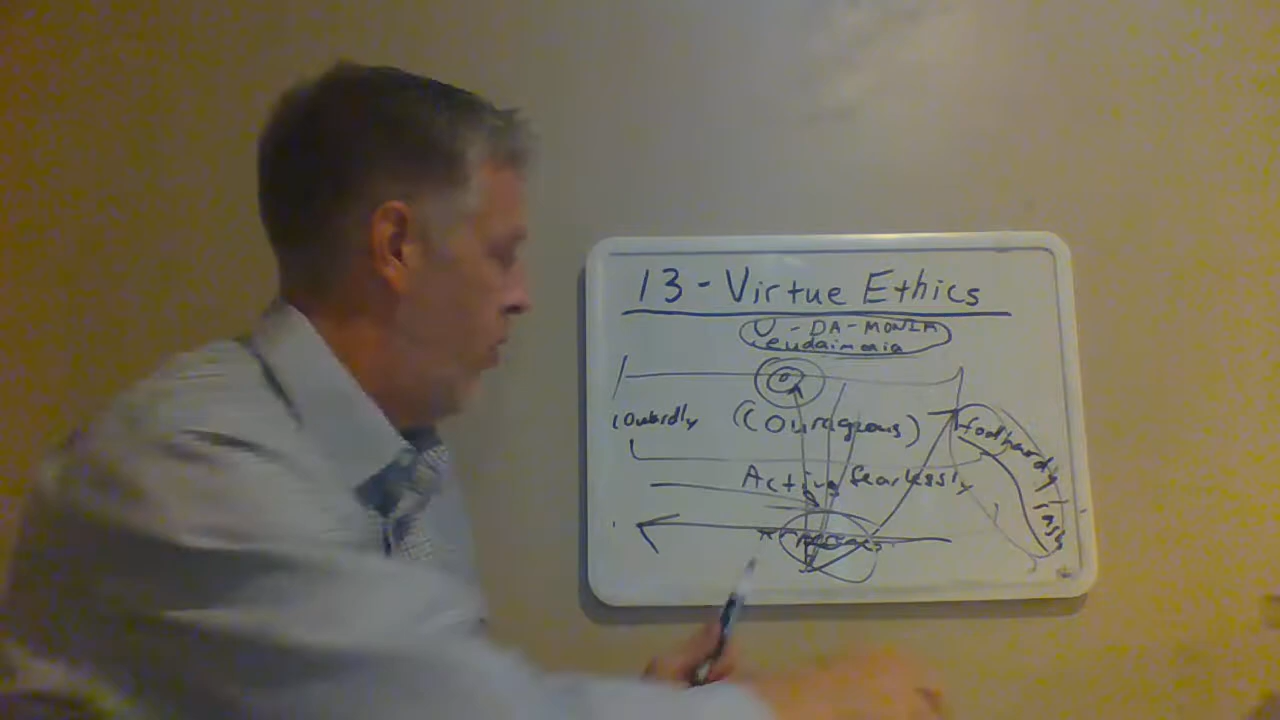 13 - Virtue Ethics
U - DA - MONIA
eudaimonia
cowardly (Courageous) foolhardy/rash
Acting fearlessly